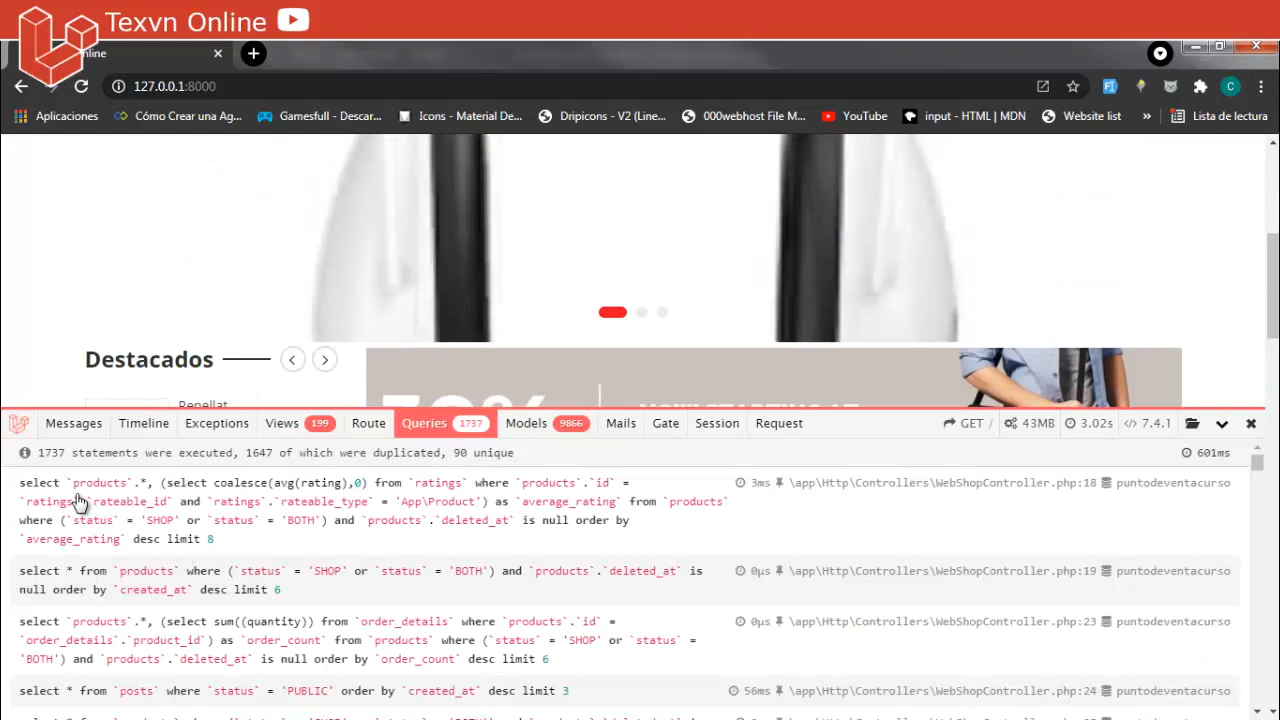 Texvn Online
nline
127.0.0.1:8000
Aplicaciones
Cómo Crear una Ag...
Gamesfull - Descar...
Icons - Material De...
Dripicons - V2 (Line...
000webhost File M...
YouTube
input - HTML | MDN
Website list
»
Lista de lectura
Destacados
Repellat
NOW! STARTING AT
Messages
Timeline
Exceptions
Views 199
Route
Queries 1737
Models 9866
Mails
Gate
Session
Request
GET /
43MB
3.02s
</> 7.4.1
1737 statements were executed, 1647 of which were duplicated, 90 unique
601ms
select `products`.*, (select coalesce(avg(rating),0) from `ratings` where `products`.`id` =
`ratings`.`rateable_id` and `ratings`.`rateable_type` = 'App\Product') as `average_rating` from `products`
where (`status` = 'SHOP' or `status` = 'BOTH') and `products`.`deleted_at` is null order by
`average_rating` desc limit 8
3ms
\app\Http\Controllers\WebShopController.php:18
puntodeventacurso
select * from `products` where (`status` = 'SHOP' or `status` = 'BOTH') and `products`.`deleted_at` is
null order by `created_at` desc limit 6
0μs
\app\Http\Controllers\WebShopController.php:19
puntodeventacurso
select `products`.*, (select sum((quantity)) from `order_details` where `products`.`id` =
`order_details`.`product_id`) as `order_count` from `products` where (`status` = 'SHOP' or `status` =
'BOTH') and `products`.`deleted_at` is null order by `order_count` desc limit 6
0μs
\app\Http\Controllers\WebShopController.php:23
puntodeventacurso
select * from `posts` where `status` = 'PUBLIC' order by `created_at` desc limit 3
56ms
\app\Http\Controllers\WebShopController.php:24
puntodeventacurso